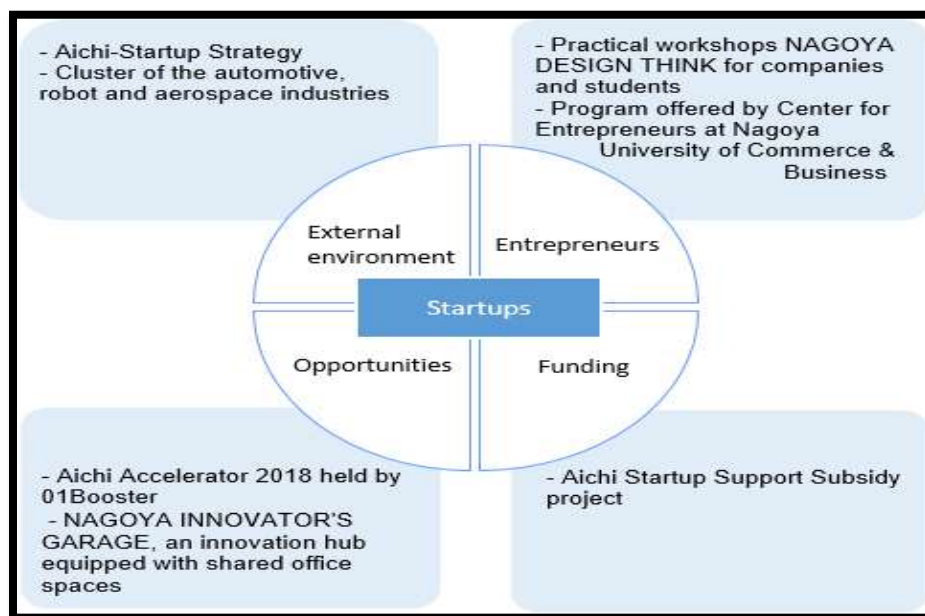 - Aichi-Startup Strategy
- Cluster of the automotive,
robot and aerospace industries
- Practical workshops NAGOYA
DESIGN THINK for companies
and students
- Program offered by Center for
Entrepreneurs at Nagoya
University of Commerce &
Business
External
environment
Entrepreneurs
Startups
Opportunities
Funding
- Aichi Accelerator 2018 held by
01Booster
- NAGOYA INNOVATOR'S
GARAGE, an innovation hub
equipped with shared office
spaces
- Aichi Startup Support Subsidy
project